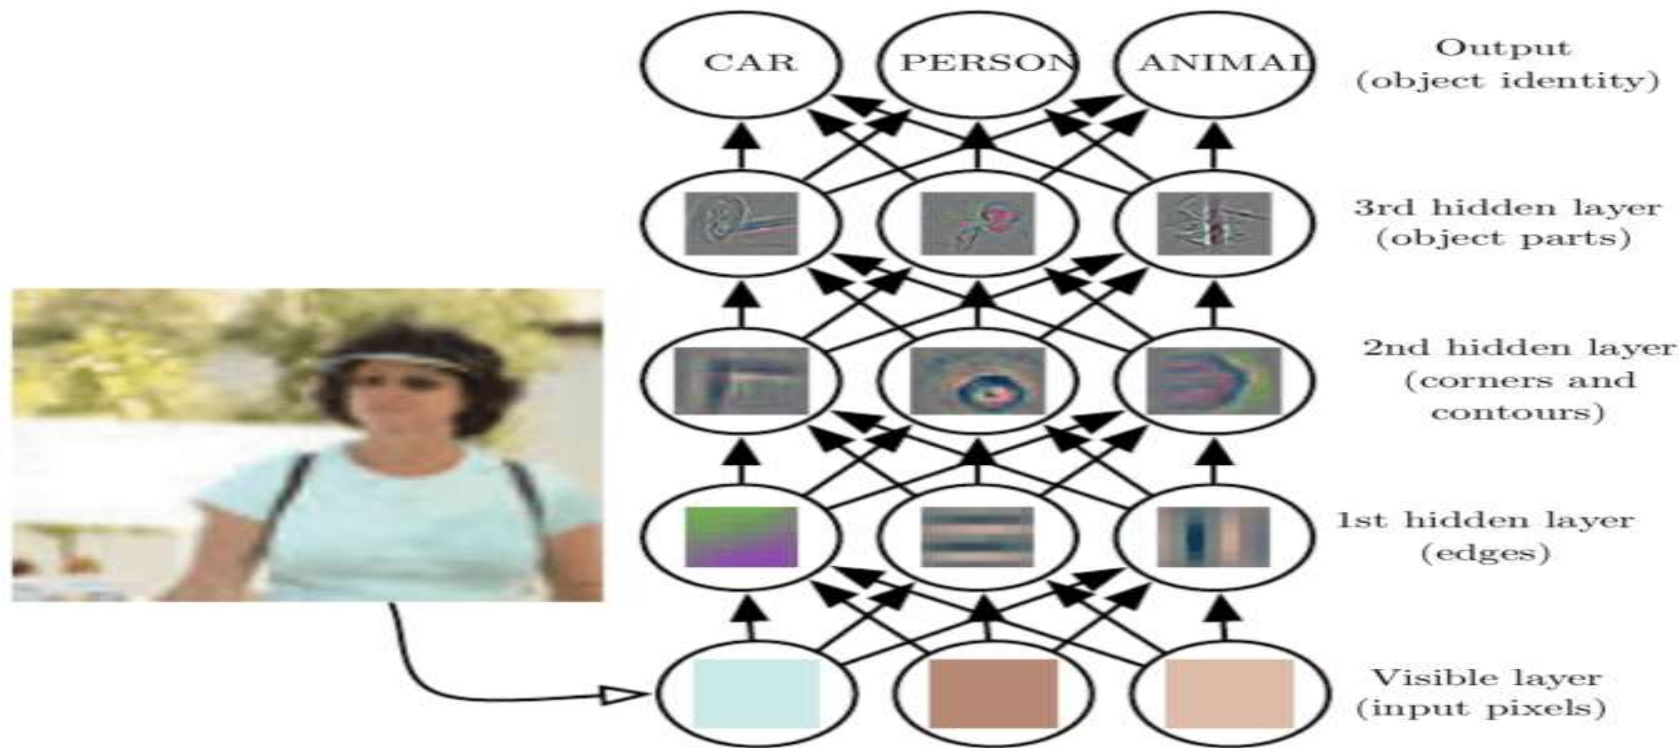 CAR PERSON ANIMAL
Output
(object identity)
3rd hidden layer
(object parts)
2nd hidden layer
(corners and
contours)
1st hidden layer
(edges)
Visible layer
(input pixels)